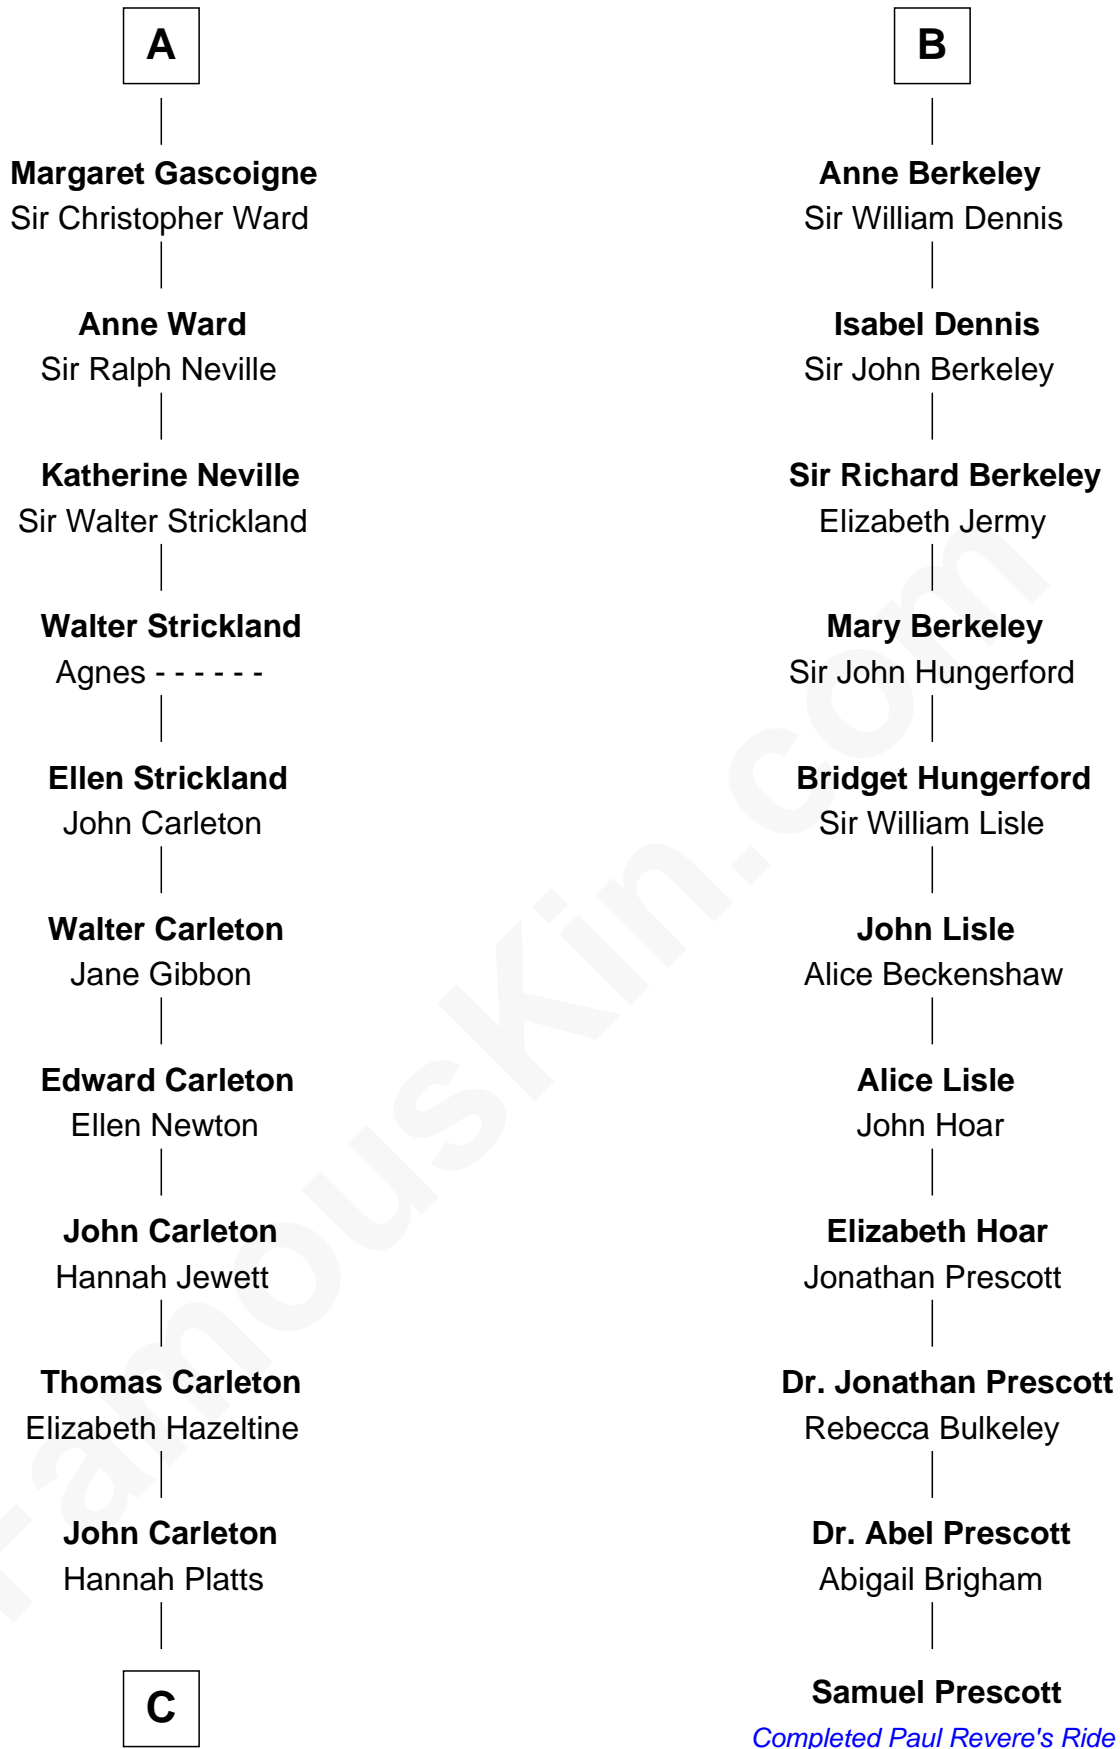 A
Margaret Gascoigne
Sir Christopher Ward
Anne Ward
Sir Ralph Neville
Katherine Neville
Sir Walter Strickland
Walter Strickland
Agnes - - - - - -
Ellen Strickland
John Carleton
Walter Carleton
Jane Gibbon
Edward Carleton
Ellen Newton
John Carleton
Hannah Jewett
Thomas Carleton
Elizabeth Hazeltine
John Carleton
Hannah Platts
C
B
Anne Berkeley
Sir William Dennis
Isabel Dennis
Sir John Berkeley
Sir Richard Berkeley
Elizabeth Jermy
Mary Berkeley
Sir John Hungerford
Bridget Hungerford
Sir William Lisle
John Lisle
Alice Beckenshaw
Alice Lisle
John Hoar
Elizabeth Hoar
Jonathan Prescott
Dr. Jonathan Prescott
Rebecca Bulkeley
Dr. Abel Prescott
Abigail Brigham
Samuel Prescott
Completed Paul Revere's Ride
FamousKin.com